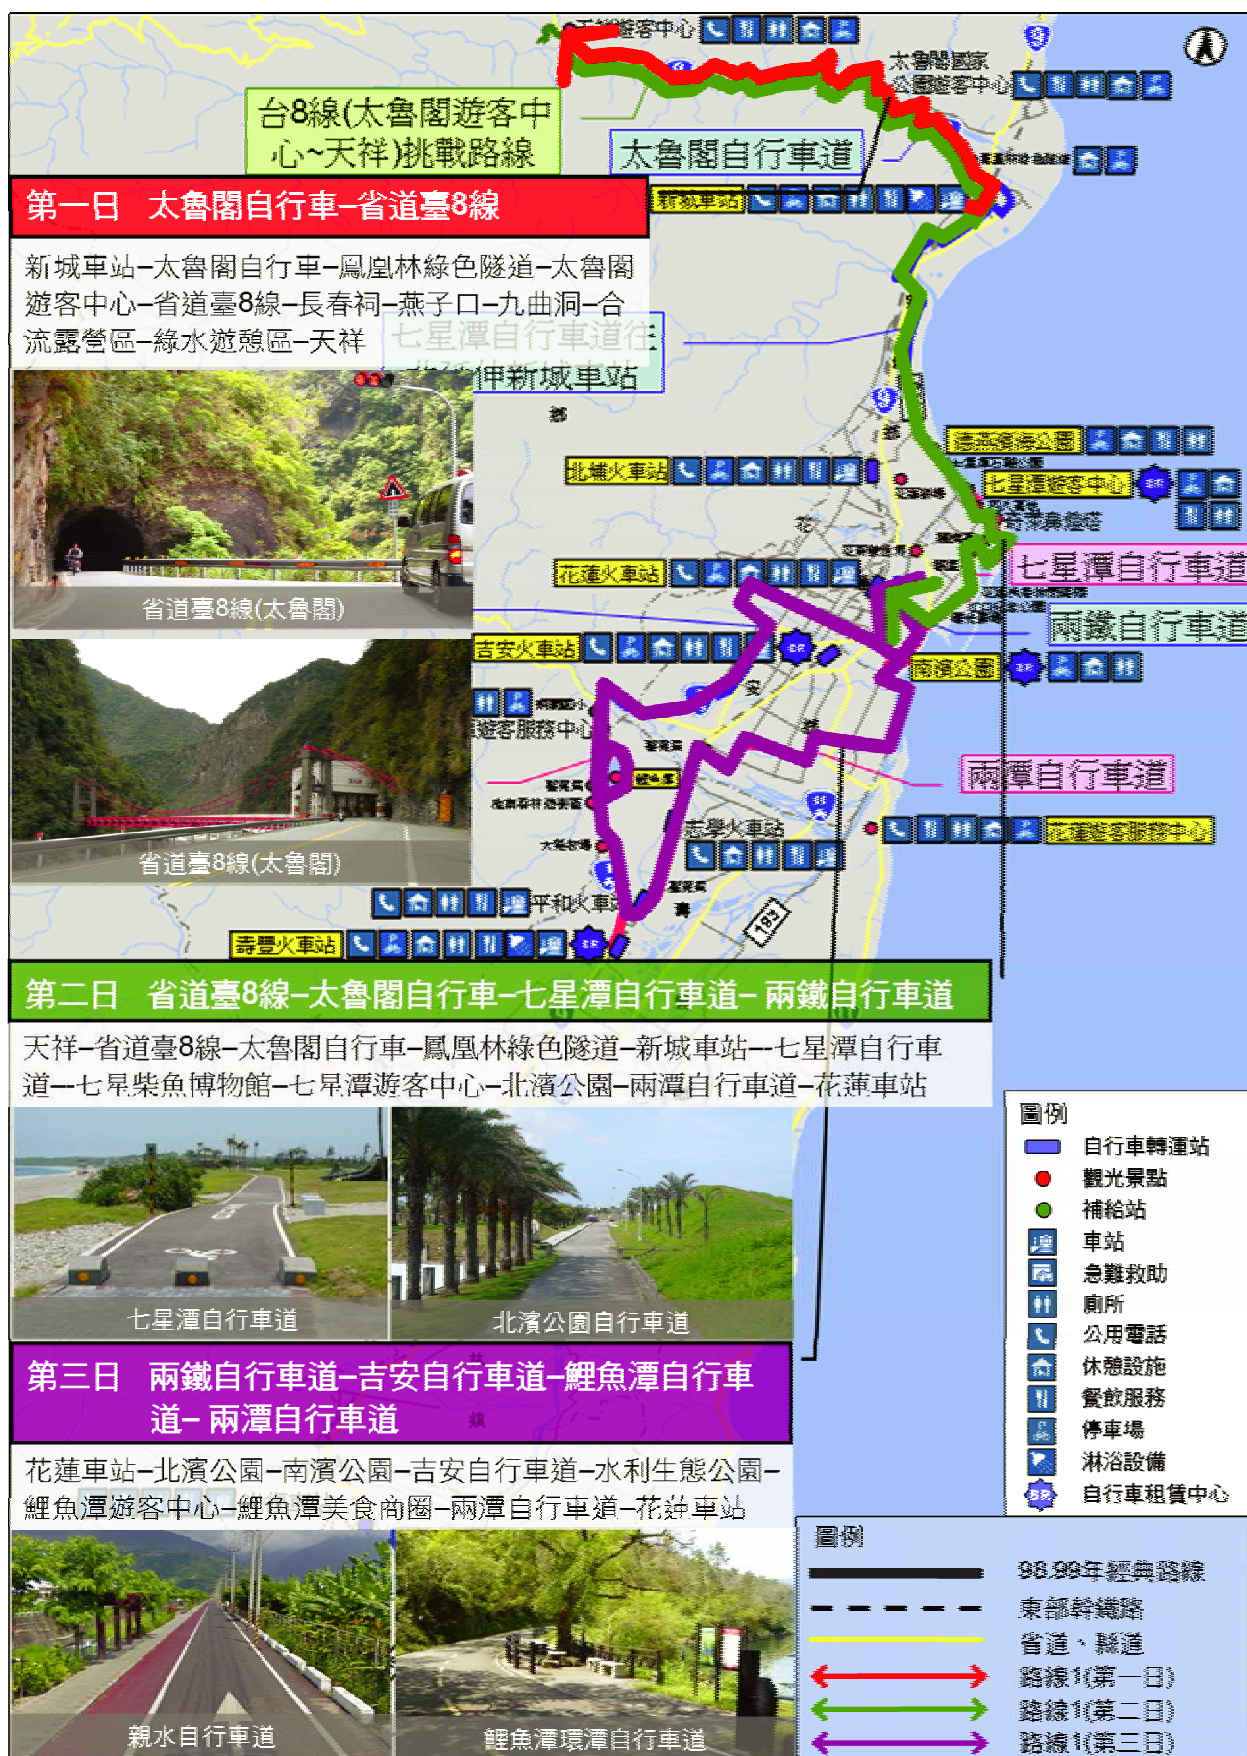 天祥遊客中心
9
太魯閣國家
公園遊客中心
台8線(太魯閣遊客中
心~天祥)挑戰路線
太魯閣自行車道
新城車站
第一日 太魯閣自行車–省道臺8線
新城車站–太魯閣自行車–鳳凰林綠色隧道–太魯閣
遊客中心–省道臺8線–長春祠–燕子口–九曲洞–合
流露營區–綠水遊憩區–天祥
七星潭自行車道往
伸新城車站
9
北埔火車站
七星潭遊客中心
奇萊鼻燈塔
花蓮火車站
七星潭自行車道
兩鐵自行車道
吉安火車站
南濱公園
遊客服務中心
兩潭自行車道
鯉魚潭
志學火車站
花蓮遊客服務中心
平和火車站
壽豐火車站
193
省道臺8線(太魯閣)
省道臺8線(太魯閣)
第二日 省道臺8線–太魯閣自行車–七星潭自行車道– 兩鐵自行車道
天祥–省道臺8線–太魯閣自行車–鳳凰林綠色隧道–新城車站–-七星潭自行車
道–-七星柴魚博物館–七星潭遊客中心–北濱公園–兩潭自行車道–花蓮車站
七星潭自行車道
北濱公園自行車道
第三日 兩鐵自行車道–吉安自行車道–鯉魚潭自行車
道– 兩潭自行車道
花蓮車站–北濱公園–南濱公園–吉安自行車道–水利生態公園–
鯉魚潭遊客中心–鯉魚潭美食商圈–兩潭自行車道–花蓮車站
親水自行車道
鯉魚潭環潭自行車道
圖例
自行車轉運站
觀光景點
補給站
車站
急難救助
廁所
公用電話
休憩設施
餐飲服務
停車場
淋浴設備
自行車租賃中心
圖例
98.99年經典路線
東部幹鐵路
省道、縣道
路線1(第一日)
路線1(第二日)
路線1(第三日)